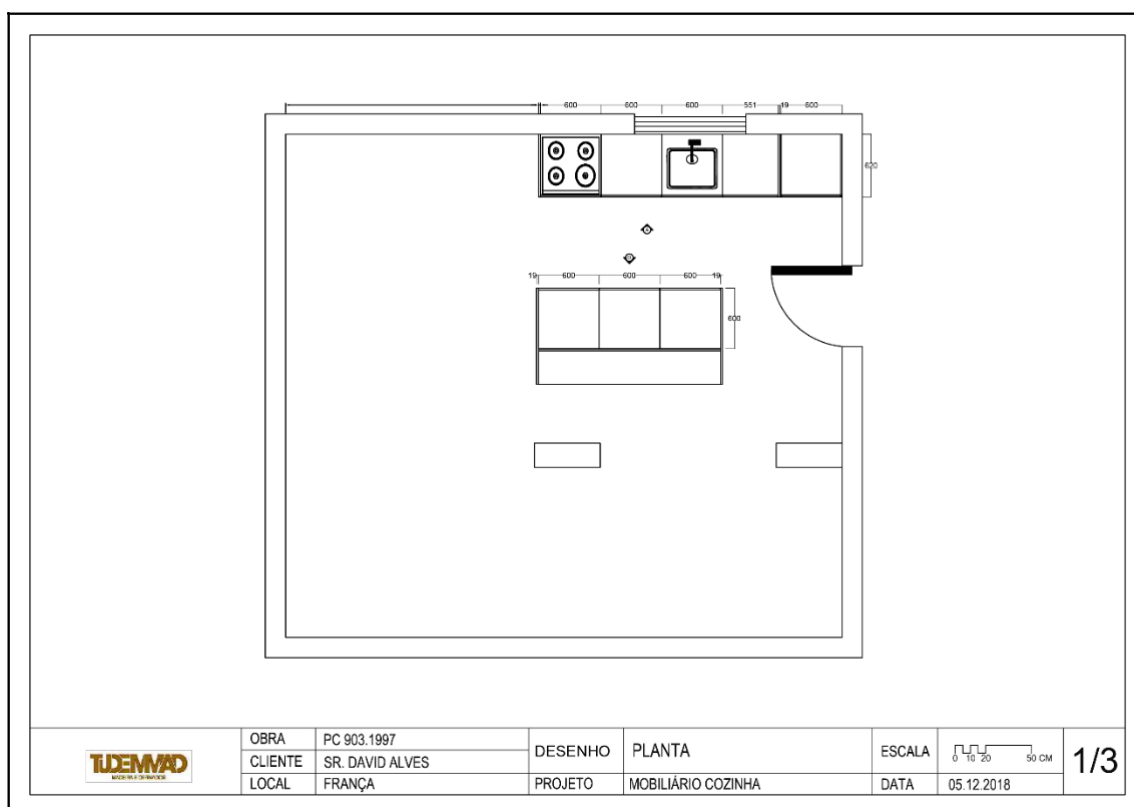 600 600 600 551 19 600
620
19 600 600 600 19
600
TUDEMMAD
OBRA PC 903.1997
CLIENTE SR. DAVID ALVES
LOCAL FRANÇA
DESENHO PLANTA
PROJETO MOBILIÁRIO COZINHA
ESCALA 0 10 20 50 CM
DATA 05.12.2018
1/3